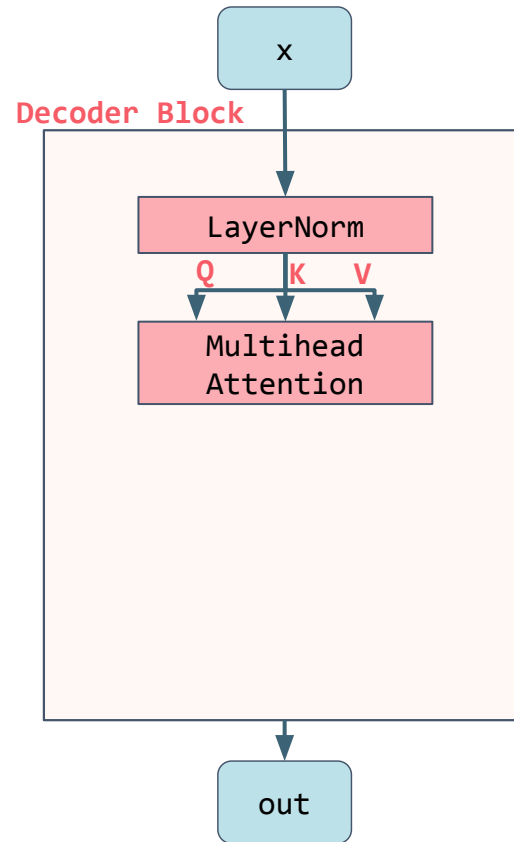 x
Decoder Block
LayerNorm
Q K V
Multihead
Attention
out